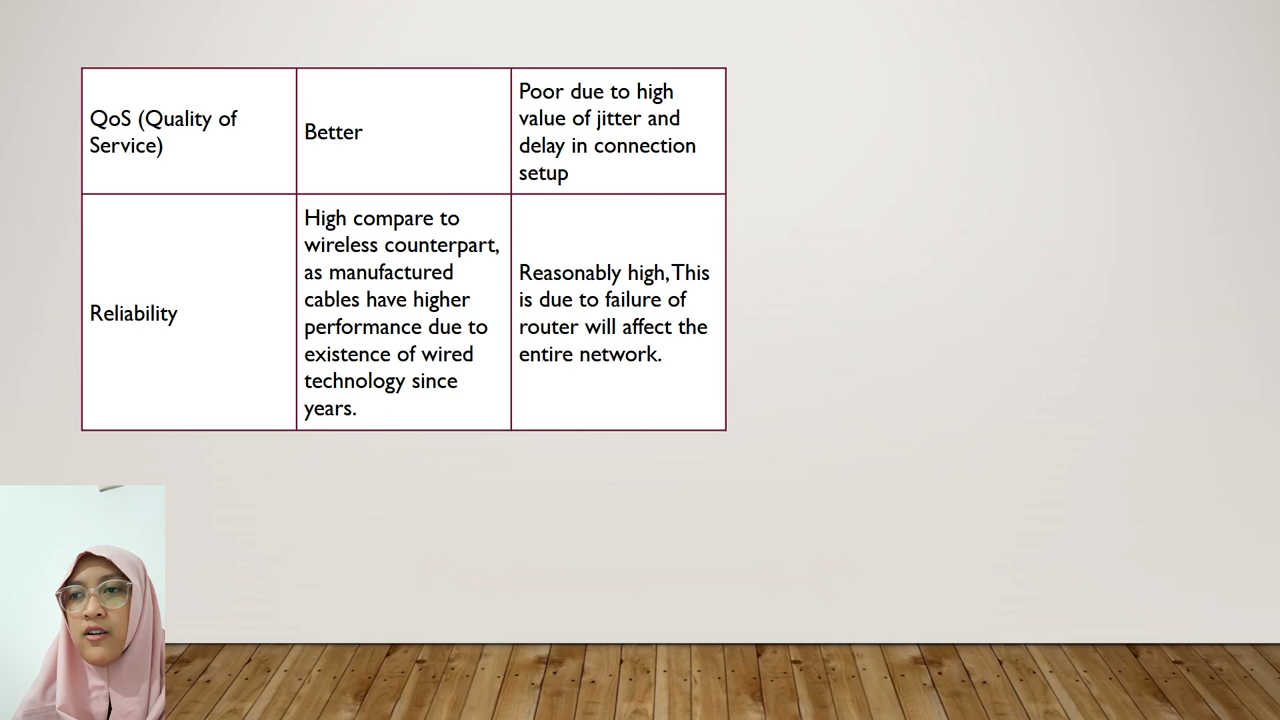 QoS (Quality of
Service)
Better
Poor due to high
value of jitter and
delay in connection
setup
Reliability
High compare to
wireless counterpart,
as manufactured
cables have higher
performance due to
existence of wired
technology since
years.
Reasonably high, This
is due to failure of
router will affect the
entire network.